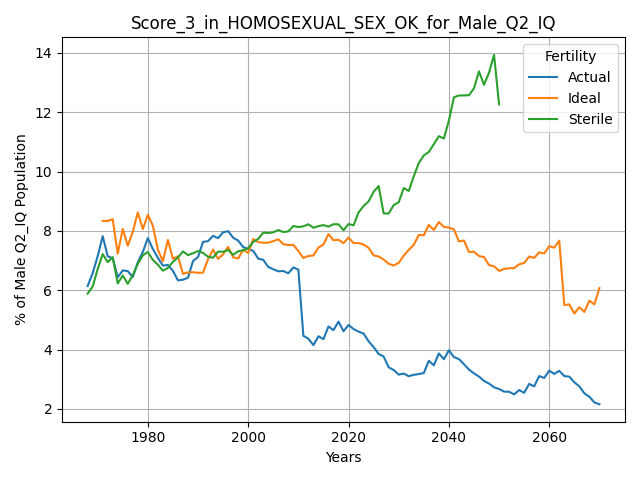 Score_3_in_HOMOSEXUAL_SEX_OK_for_Male_Q2_IQ
Fertility
Actual
Ideal
Sterile
% of Male Q2_IQ Population
14
12
10
8
6
4
2
1980
2000
2020
2040
2060
Years